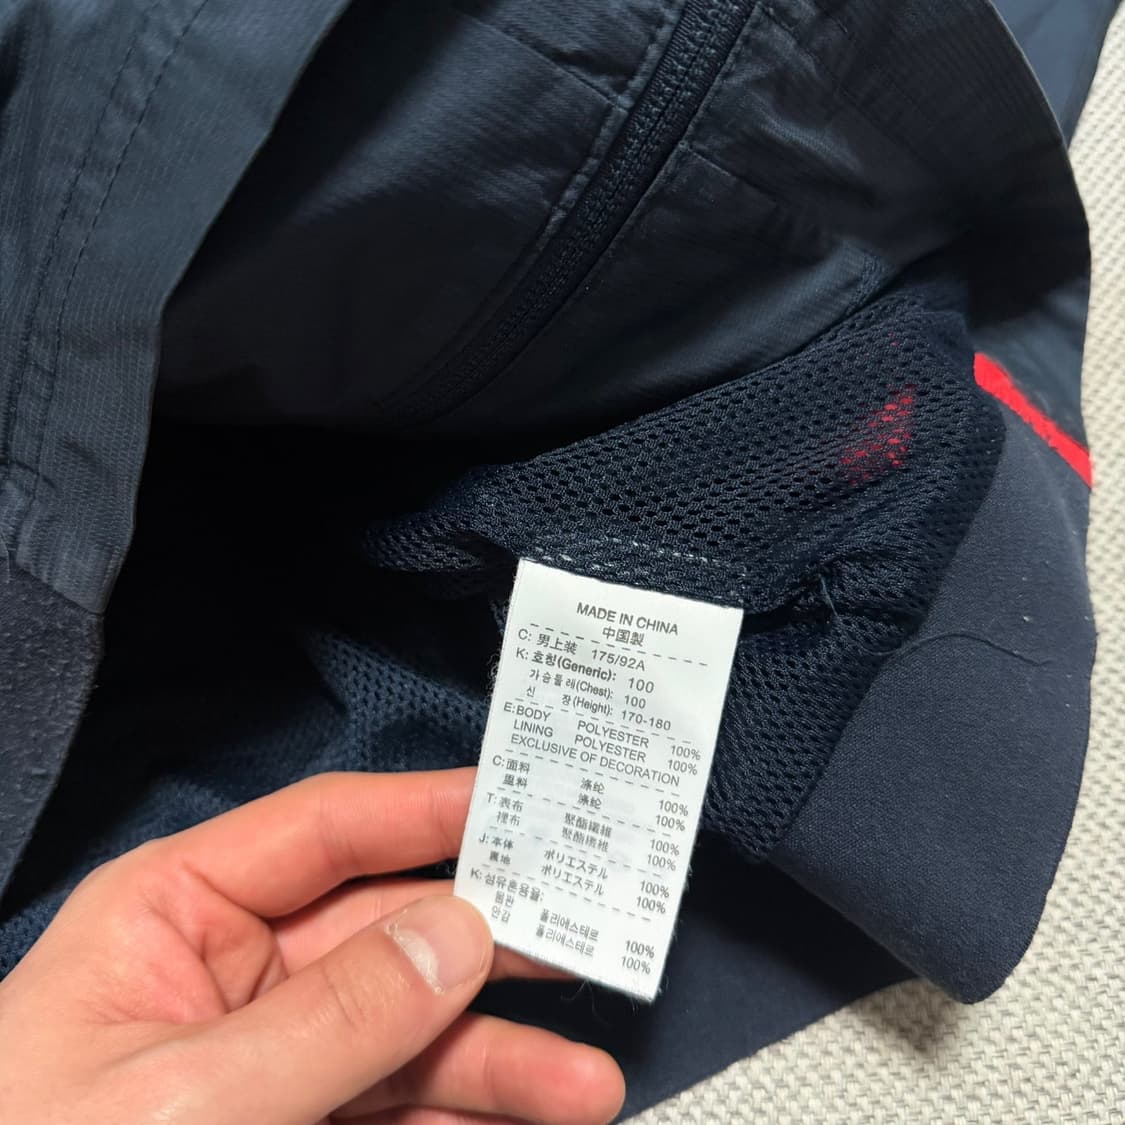 MADE IN CHINA
中国製
C: 男上装 175/92A
K: 호칭(Generic): 100
가슴둘레(Chest): 100
신 장(Height): 170-180
E:BODY POLYESTER 100%
LINING POLYESTER 100%
EXCLUSIVE OF DECORATION
C:面料 涤纶 100%
里料 涤纶 100%
T:表布 聚酯纖維 100%
裡布 聚酯纖維 100%
J:本体 ポリエステル 100%
裏地 ポリエステル 100%
K:섬유혼용율:
몸판 폴리에스테르 100%
안감 폴리에스테르 100%